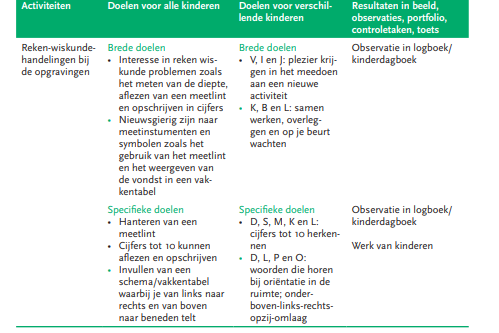 Activiteiten
Doelen voor alle kinderen
Doelen voor verschil-
lende kinderen
Resultaten in beeld,
observaties, portfolio,
controletaken, toets
Reken-wiskunde-
handelingen bij
de opgravingen
Brede doelen
• Interesse in reken wis-
kunde problemen zoals
het meten van de diepte,
aflezen van een meetlint
en opschrijven in cijfers
• Nieuwsgierig zijn naar
meetinstumenten en
symbolen zoals het
gebruik van het meetlint
en het weergeven van
de vondst in een vak-
kentabel
Brede doelen
• V, I en J: plezier krij-
gen in het meedoen
aan een nieuwe
activiteit
• K, B en L: samen
werken, overleg-
gen en op je beurt
wachten
Observatie in logboek/
kinderdagboek
Specifieke doelen
• Hanteren van een
meetlint
• Cijfers tot 10 kunnen
aflezen en opschrijven
• Invullen van een
schema/vakkentabel
waarbij je van links naar
rechts en van boven
naar beneden telt
Specifieke doelen
• D, S, M, K en L:
cijfers tot 10 herken-
nen
• D, L, P en O:
woorden die horen
bij oriëntatie in de
ruimte; onder-
boven-links-rechts-
opzij-omlaag
Observatie in logboek/
kinderdagboek
Werk van kinderen